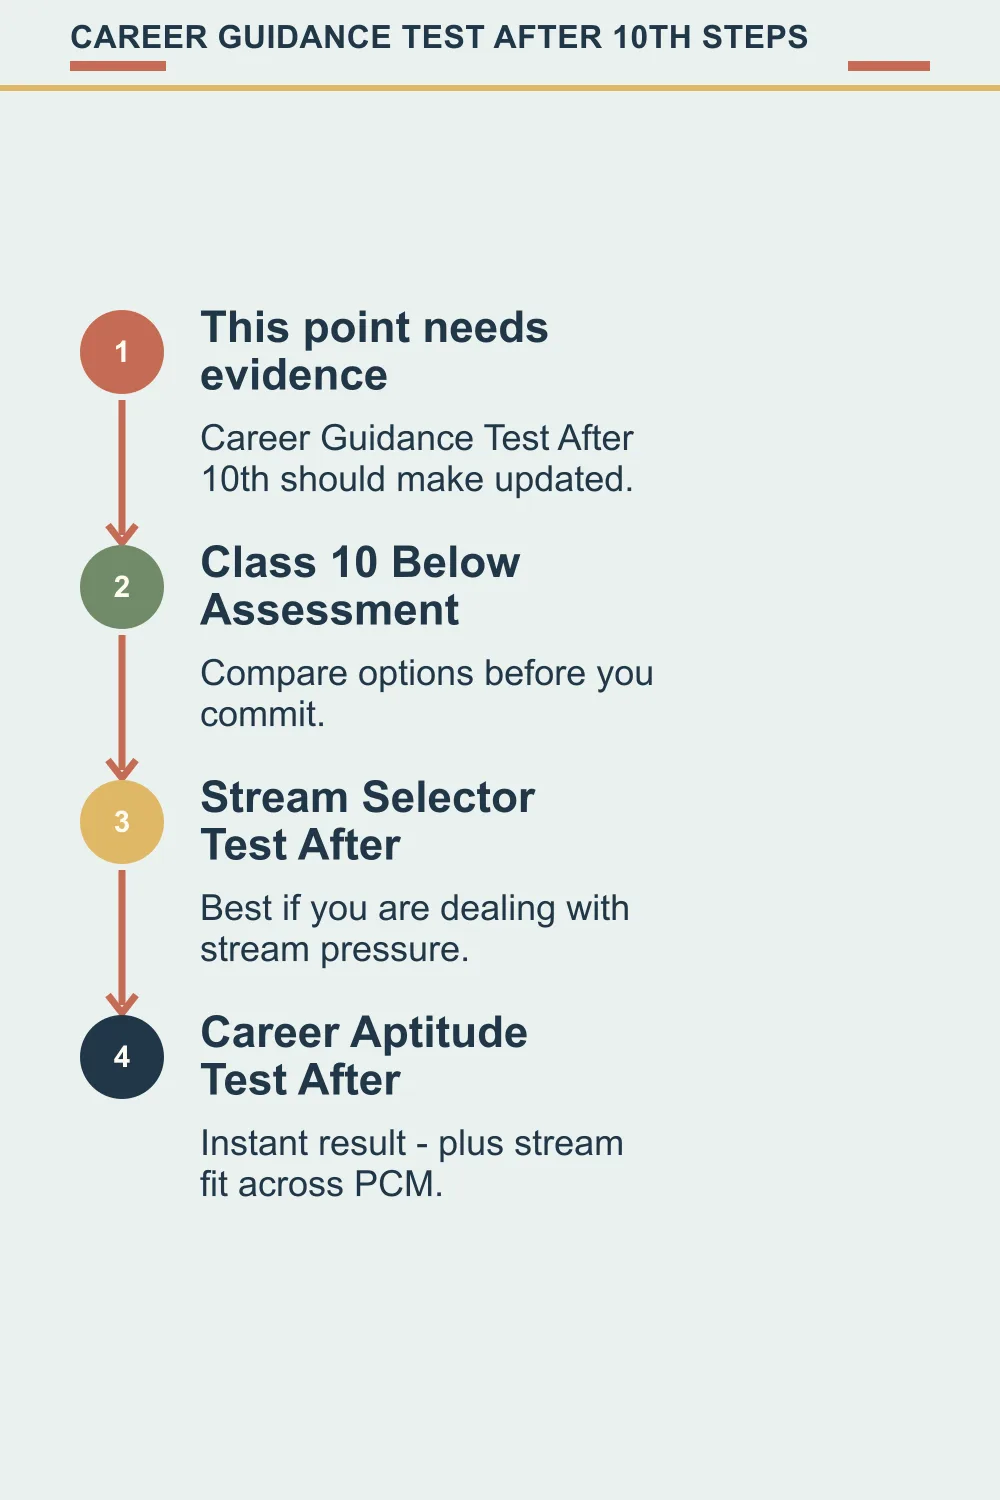 CAREER GUIDANCE TEST AFTER 10TH STEPS
1
This point needs
evidence
Career Guidance Test After
10th should make updated.
2
Class 10 Below
Assessment
Compare options before you
commit.
3
Stream Selector
Test After
Best if you are dealing with
stream pressure.
4
Career Aptitude
Test After
Instant result - plus stream
fit across PCM.